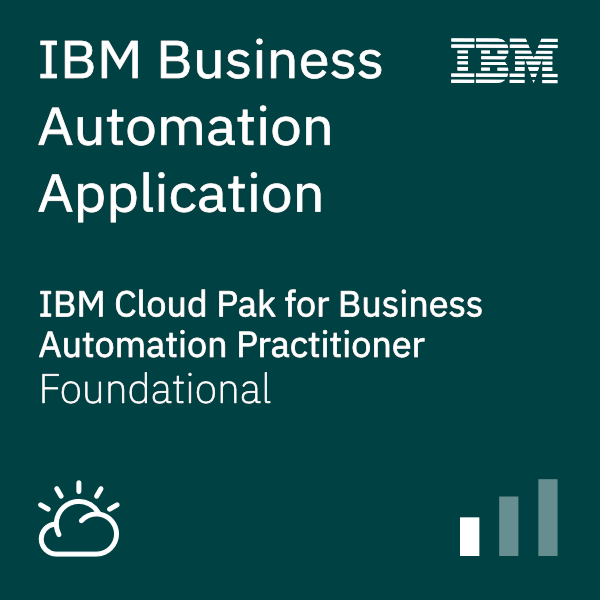 IBM Business
IBM
Automation
Application
IBM Cloud Pak for Business
Automation Practitioner
Foundational